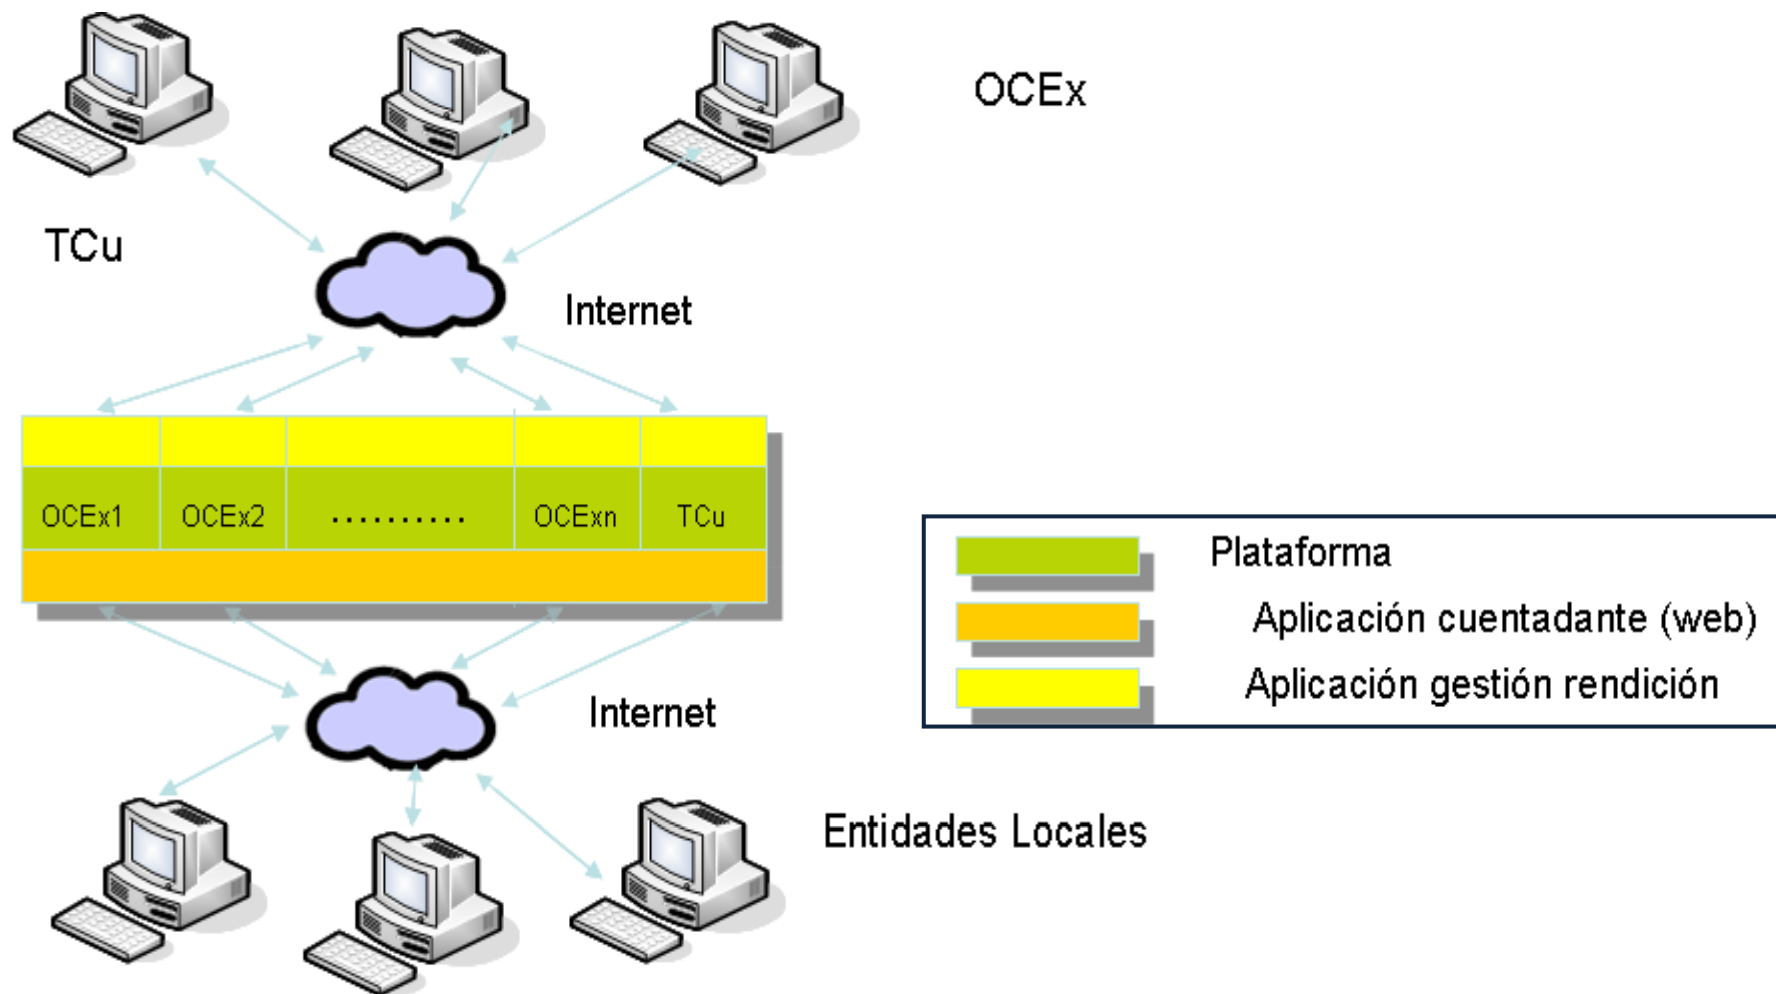 OCEx
TCu
Internet
OCEx1 OCEx2 .......... OCExn TCu
Plataforma
Aplicación cuentadante (web)
Aplicación gestión rendición
Internet
Entidades Locales